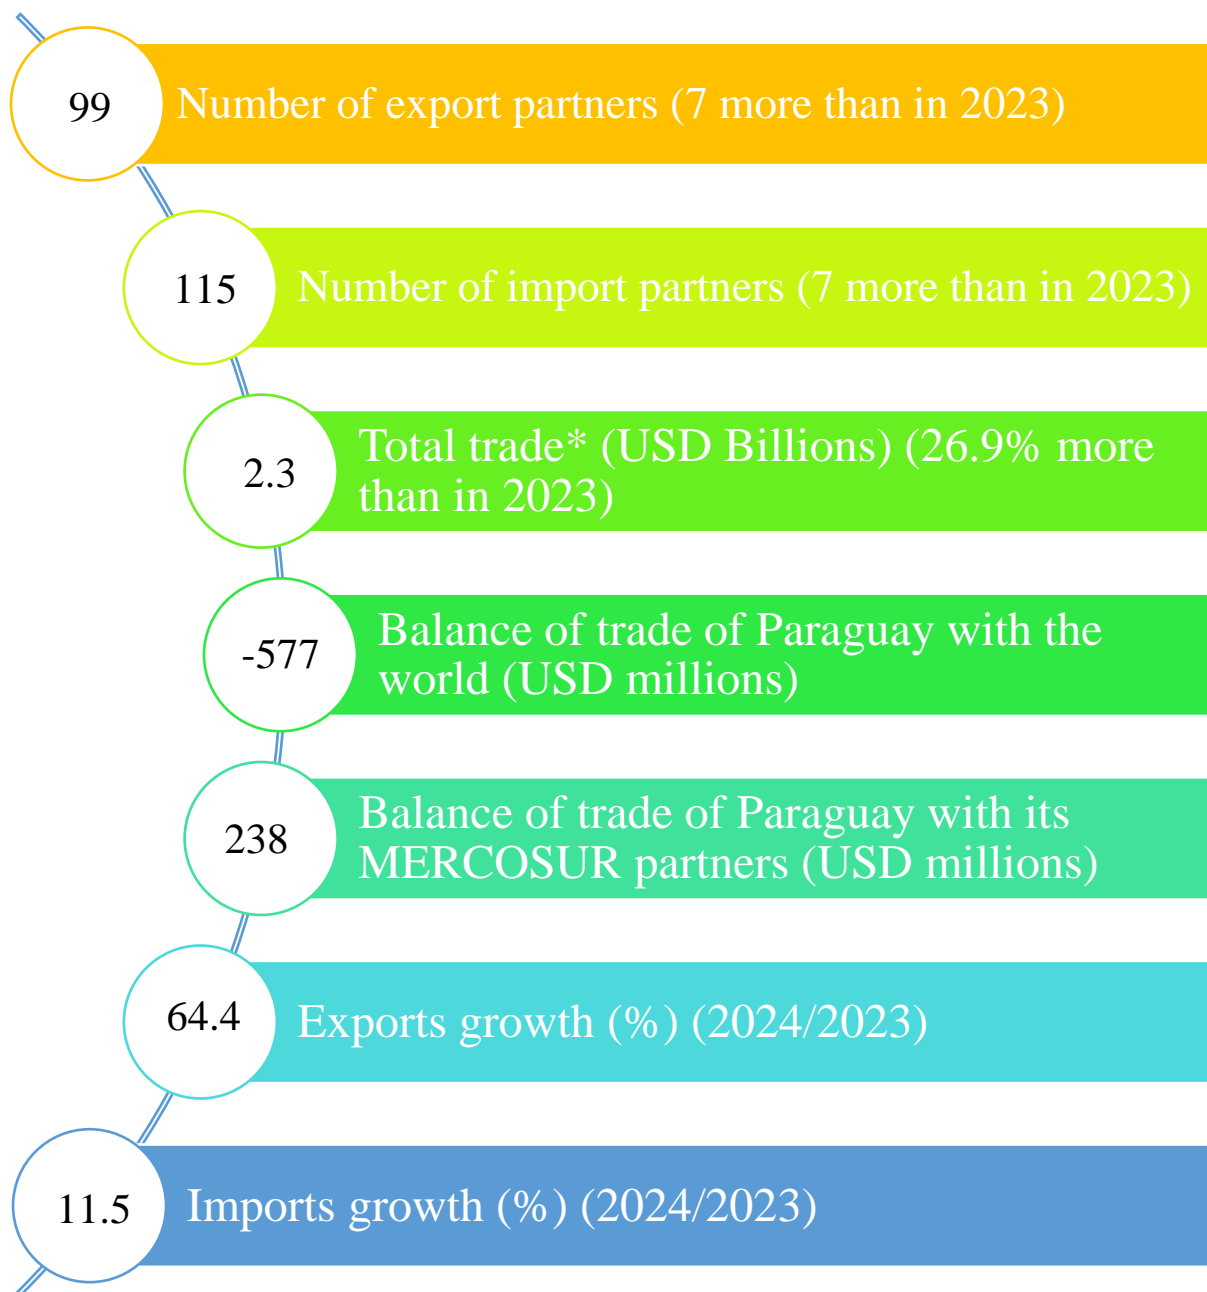 99
Number of export partners (7 more than in 2023)
115
Number of import partners (7 more than in 2023)
2.3
Total trade* (USD Billions) (26.9% more
than in 2023)
-577
Balance of trade of Paraguay with the
world (USD millions)
238
Balance of trade of Paraguay with its
MERCOSUR partners (USD millions)
64.4
Exports growth (%) (2024/2023)
11.5
Imports growth (%) (2024/2023)